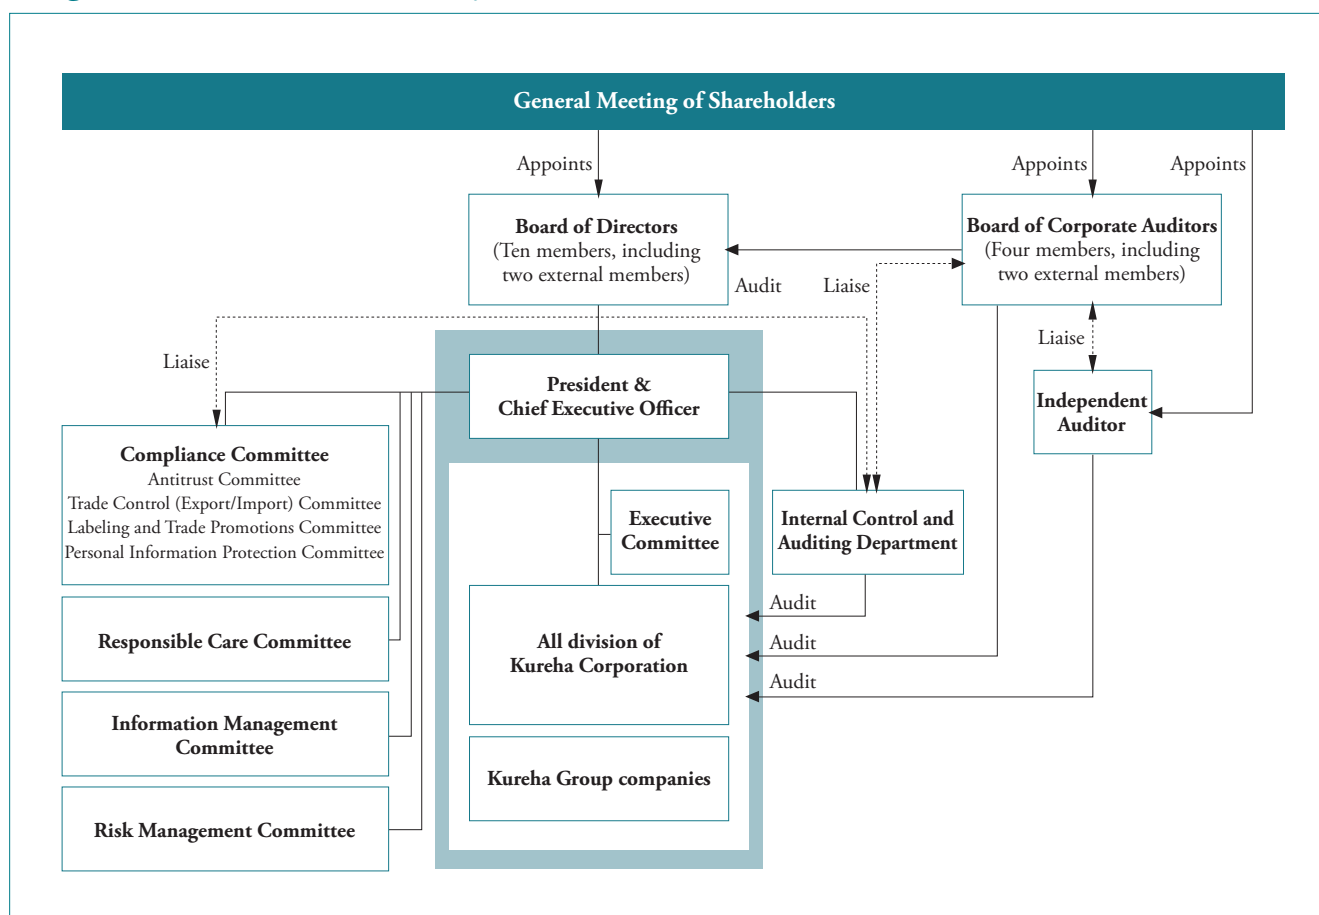 General Meeting of Shareholders
Appoints
Appoints
Appoints
Board of Directors
(Ten members, including
two external members)
Board of Corporate Auditors
(Four members, including
two external members)
Audit
Liaise
Liaise
Liaise
President &
Chief Executive Officer
Independent
Auditor
Compliance Committee
Antitrust Committee
Trade Control (Export/Import) Committee
Labeling and Trade Promotions Committee
Personal Information Protection Committee
Executive
Committee
Internal Control and
Auditing Department
Responsible Care Committee
All division of
Kureha Corporation
Audit
Audit
Audit
Information Management
Committee
Kureha Group companies
Risk Management Committee